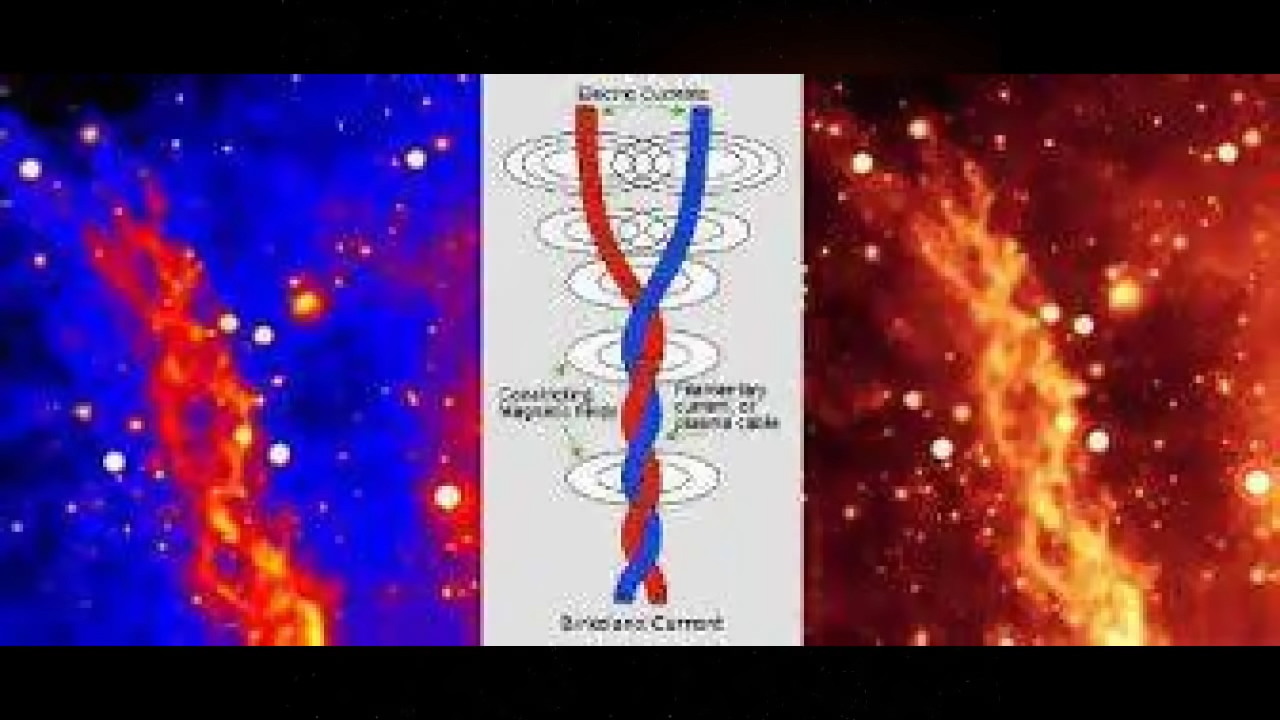 Electric Currents
Constricting
Magnetic Fields
Filamentary
current, or
plasma cable
Birkeland Current